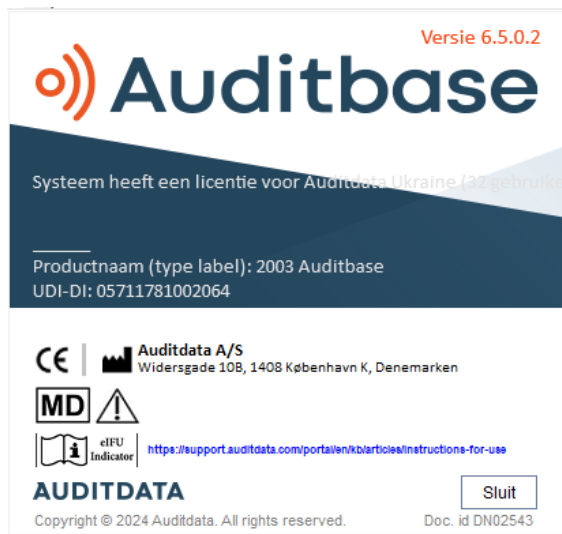 Versie 6.5.0.2
Auditbase
Systeem heeft een licentie voor Auditdata Ukraine (32
Productnaam (type label): 2003 Auditbase
UDI-DI: 05711781002064
CE
Auditdata A/S
Widersgade 10B, 1408 København K, Denemarken
MD
eIFU
Indicator
https://support.auditdata.com/portal/en/kb/articles/instructions-for-use
AUDITDATA
Sluit
Copyright © 2024 Auditdata. All rights reserved.
Doc. id DN02543